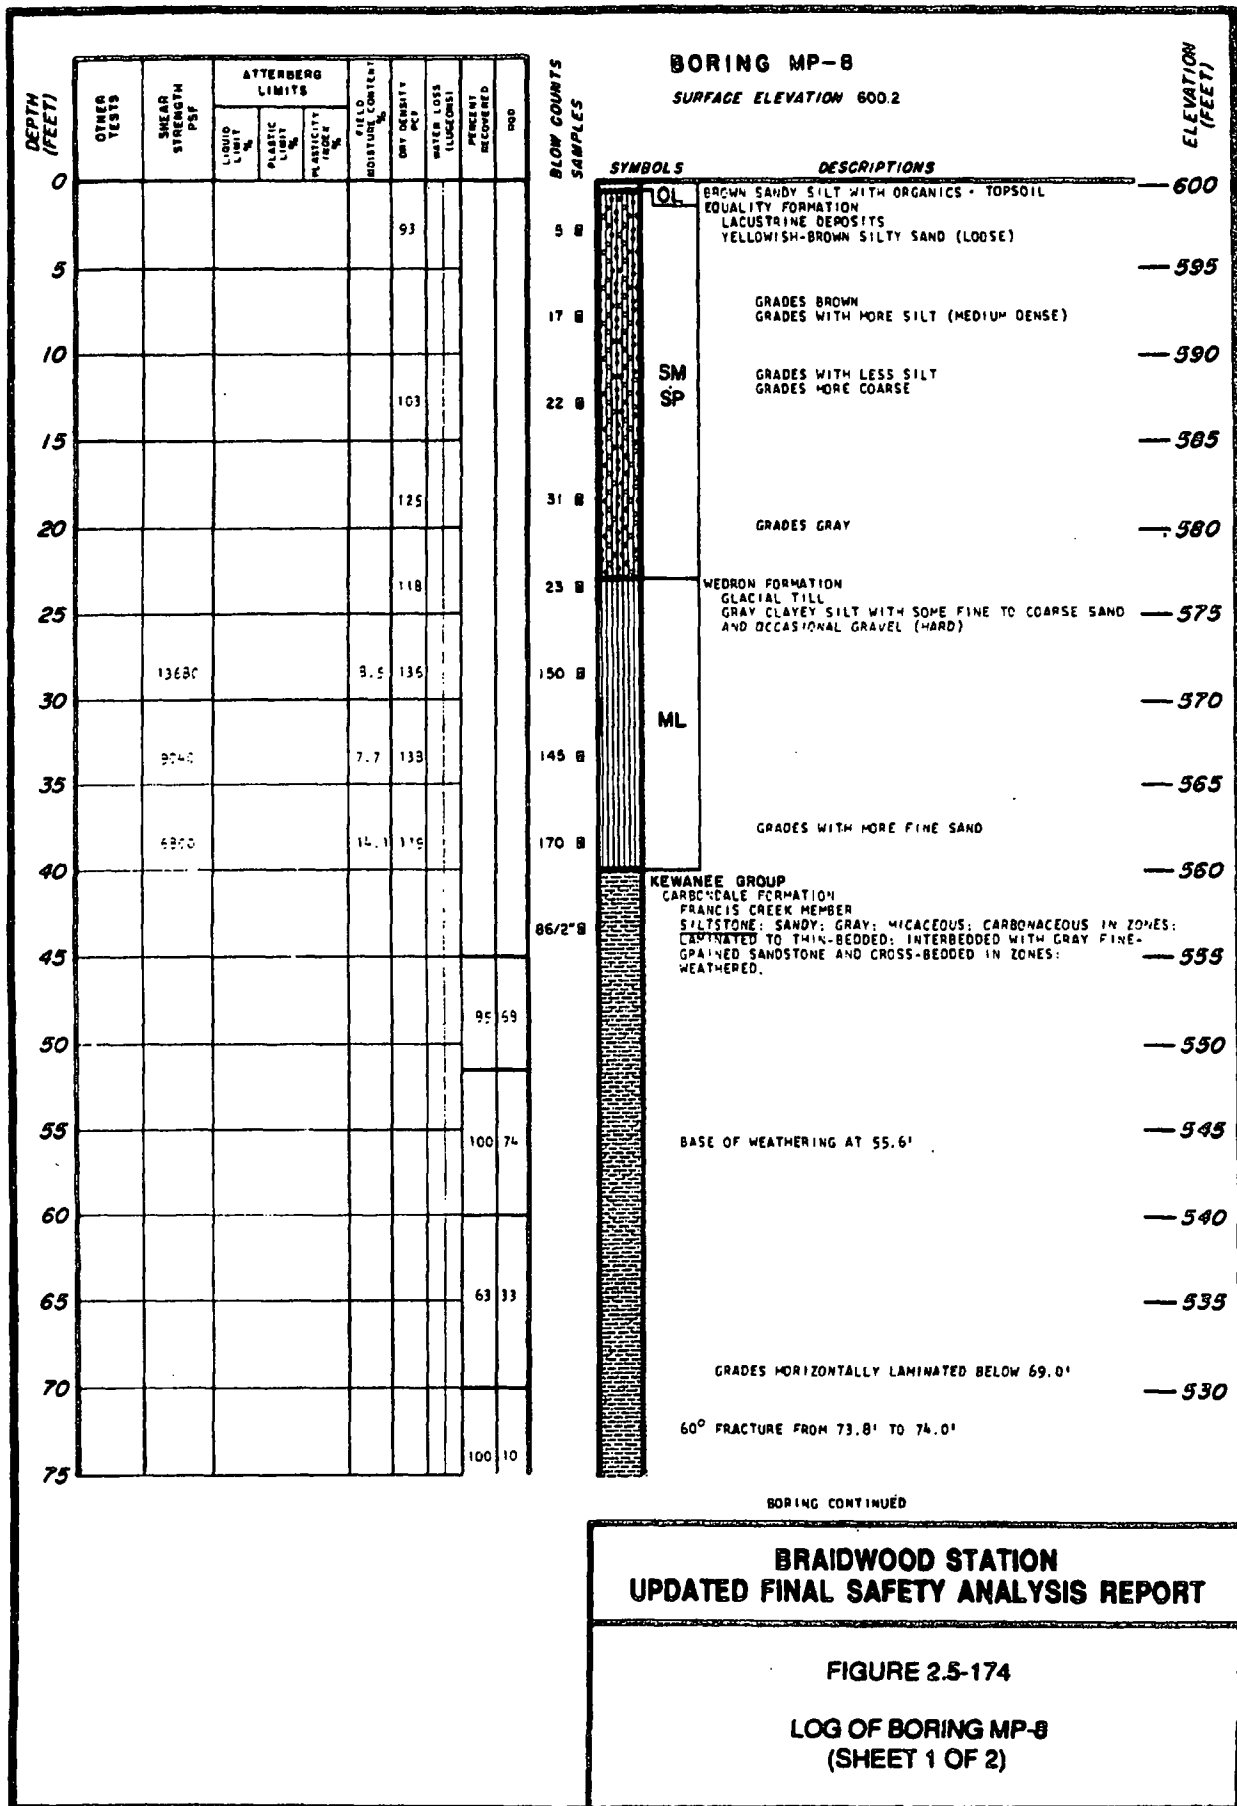 BORING MP-8
SURFACE ELEVATION 600.2
DEPTH (FEET)
OTHER TESTS
SHEAR STRENGTH PSF
ATTERBERG LIMITS
LIQUID LIMIT %
PLASTIC LIMIT %
PLASTICITY INDEX %
FIELD MOISTURE CONTENT %
DRY DENSITY PCF
WATER LOSS (LUGEONS)
PERCENT RECOVERED
RQD
BLOW COUNTS
SAMPLES
SYMBOLS
DESCRIPTIONS
ELEVATION (FEET)
0
600
OL
BROWN SANDY SILT WITH ORGANICS - TOPSOIL
EQUALITY FORMATION
LACUSTRINE DEPOSITS
93
5
YELLOWISH-BROWN SILTY SAND (LOOSE)
5
595
GRADES BROWN
17
GRADES WITH MORE SILT (MEDIUM DENSE)
10
590
SM
SP
GRADES WITH LESS SILT
GRADES MORE COARSE
103
22
15
585
125
31
20
GRADES GRAY
580
WEDRON FORMATION
118
23
GLACIAL TILL
25
GRAY CLAYEY SILT WITH SOME FINE TO COARSE SAND
575
AND OCCASIONAL GRAVEL (HARD)
136
150
30
570
ML
7.7
133
145
35
565
GRADES WITH MORE FINE SAND
170
40
560
KEWANEE GROUP
CARBONDALE FORMATION
FRANCIS CREEK MEMBER
86/2"
SILTSTONE: SANDY: GRAY: MICACEOUS: CARBONACEOUS IN ZONES:
LAMINATED TO THIN-BEDDED: INTERBEDDED WITH GRAY FINE-
GRAINED SANDSTONE AND CROSS-BEDDED IN ZONES:
WEATHERED.
45
555
50
550
55
545
100 74
BASE OF WEATHERING AT 55.6'
60
540
63 33
65
535
GRADES HORIZONTALLY LAMINATED BELOW 69.0'
70
530
60° FRACTURE FROM 73.8' TO 74.0'
100 10
75
BORING CONTINUED
BRAIDWOOD STATION
UPDATED FINAL SAFETY ANALYSIS REPORT
FIGURE 2.5-174
LOG OF BORING MP-8
(SHEET 1 OF 2)